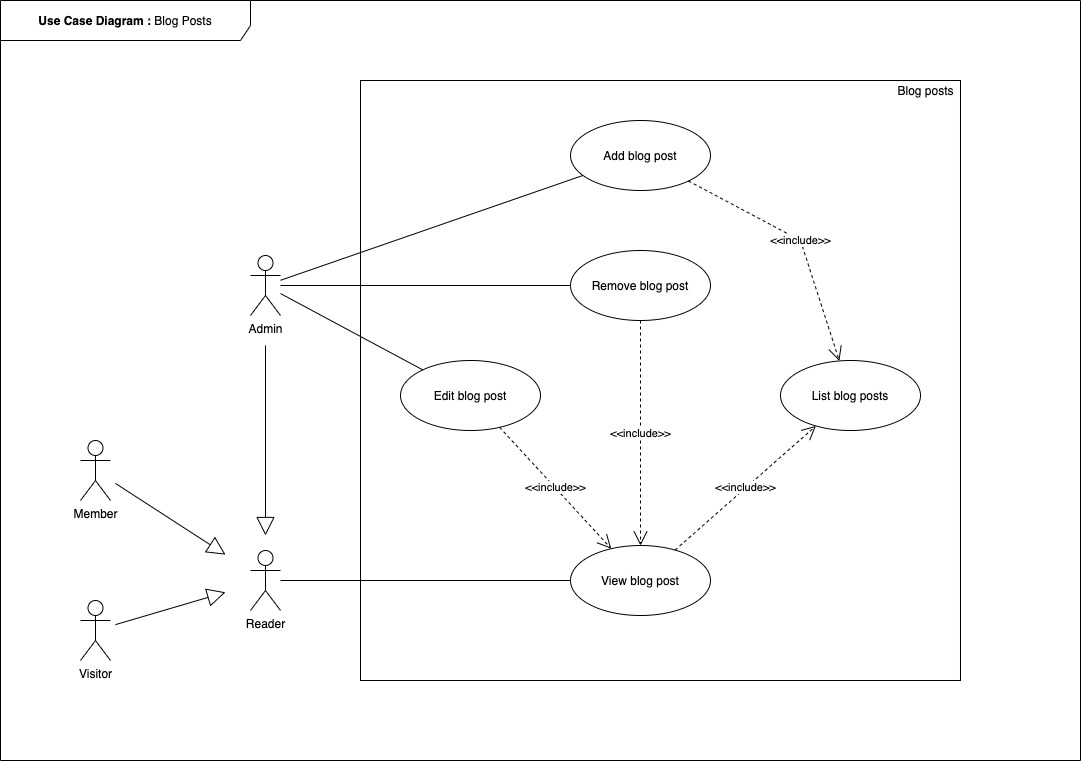 Use Case Diagram : Blog Posts
Blog posts
Add blog post
<<include>>
Remove blog post
Admin
Edit blog post
List blog posts
<<include>>
<<include>>
<<include>>
Member
View blog post
Reader
Visitor